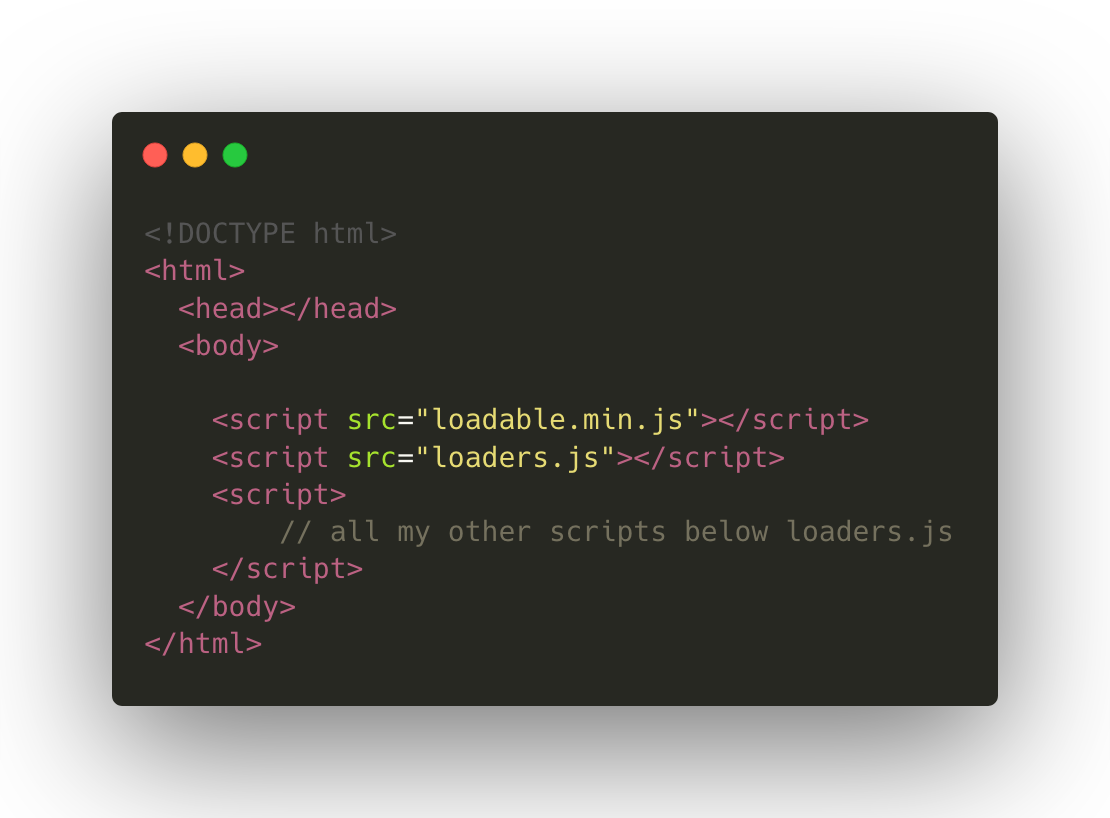 <!DOCTYPE html>
<html>
  <head></head>
  <body>

    <script src="loadable.min.js"></script>
    <script src="loaders.js"></script>
    <script>
        // all my other scripts below loaders.js
    </script>
  </body>
</html>